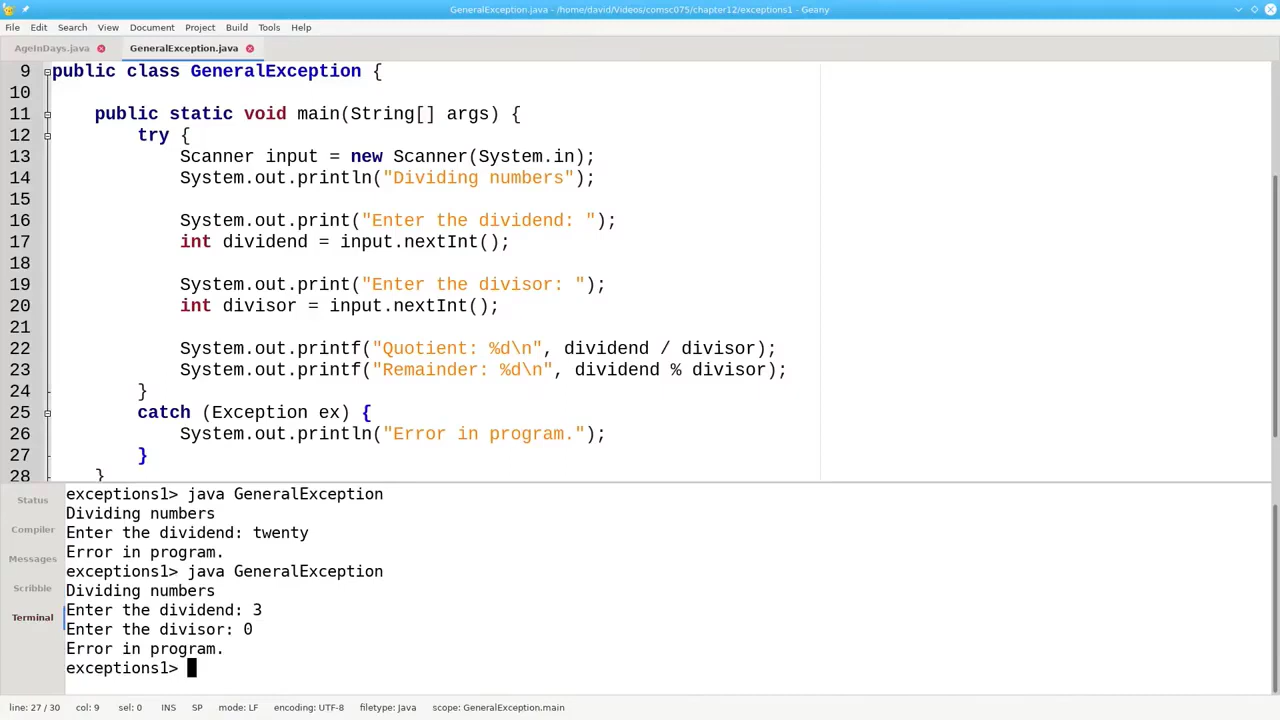 GeneralException.java - /home/david/Videos/comsc075/chapter12/exceptions1 - Geany
File Edit Search View Document Project Build Tools Help
AgeInDays.java GeneralException.java
9 public class GeneralException {
10
11     public static void main(String[] args) {
12         try {
13             Scanner input = new Scanner(System.in);
14             System.out.println("Dividing numbers");
15
16             System.out.print("Enter the dividend: ");
17             int dividend = input.nextInt();
18
19             System.out.print("Enter the divisor: ");
20             int divisor = input.nextInt();
21
22             System.out.printf("Quotient: %d\n", dividend / divisor);
23             System.out.printf("Remainder: %d\n", dividend % divisor);
24         }
25         catch (Exception ex) {
26             System.out.println("Error in program.");
27         }
28     }
Status
Compiler
Messages
Scribble
Terminal
exceptions1> java GeneralException
Dividing numbers
Enter the dividend: twenty
Error in program.
exceptions1> java GeneralException
Dividing numbers
Enter the dividend: 3
Enter the divisor: 0
Error in program.
exceptions1>
line: 27 / 30 col: 9 sel: 0 INS SP mode: LF encoding: UTF-8 filetype: Java scope: GeneralException.main